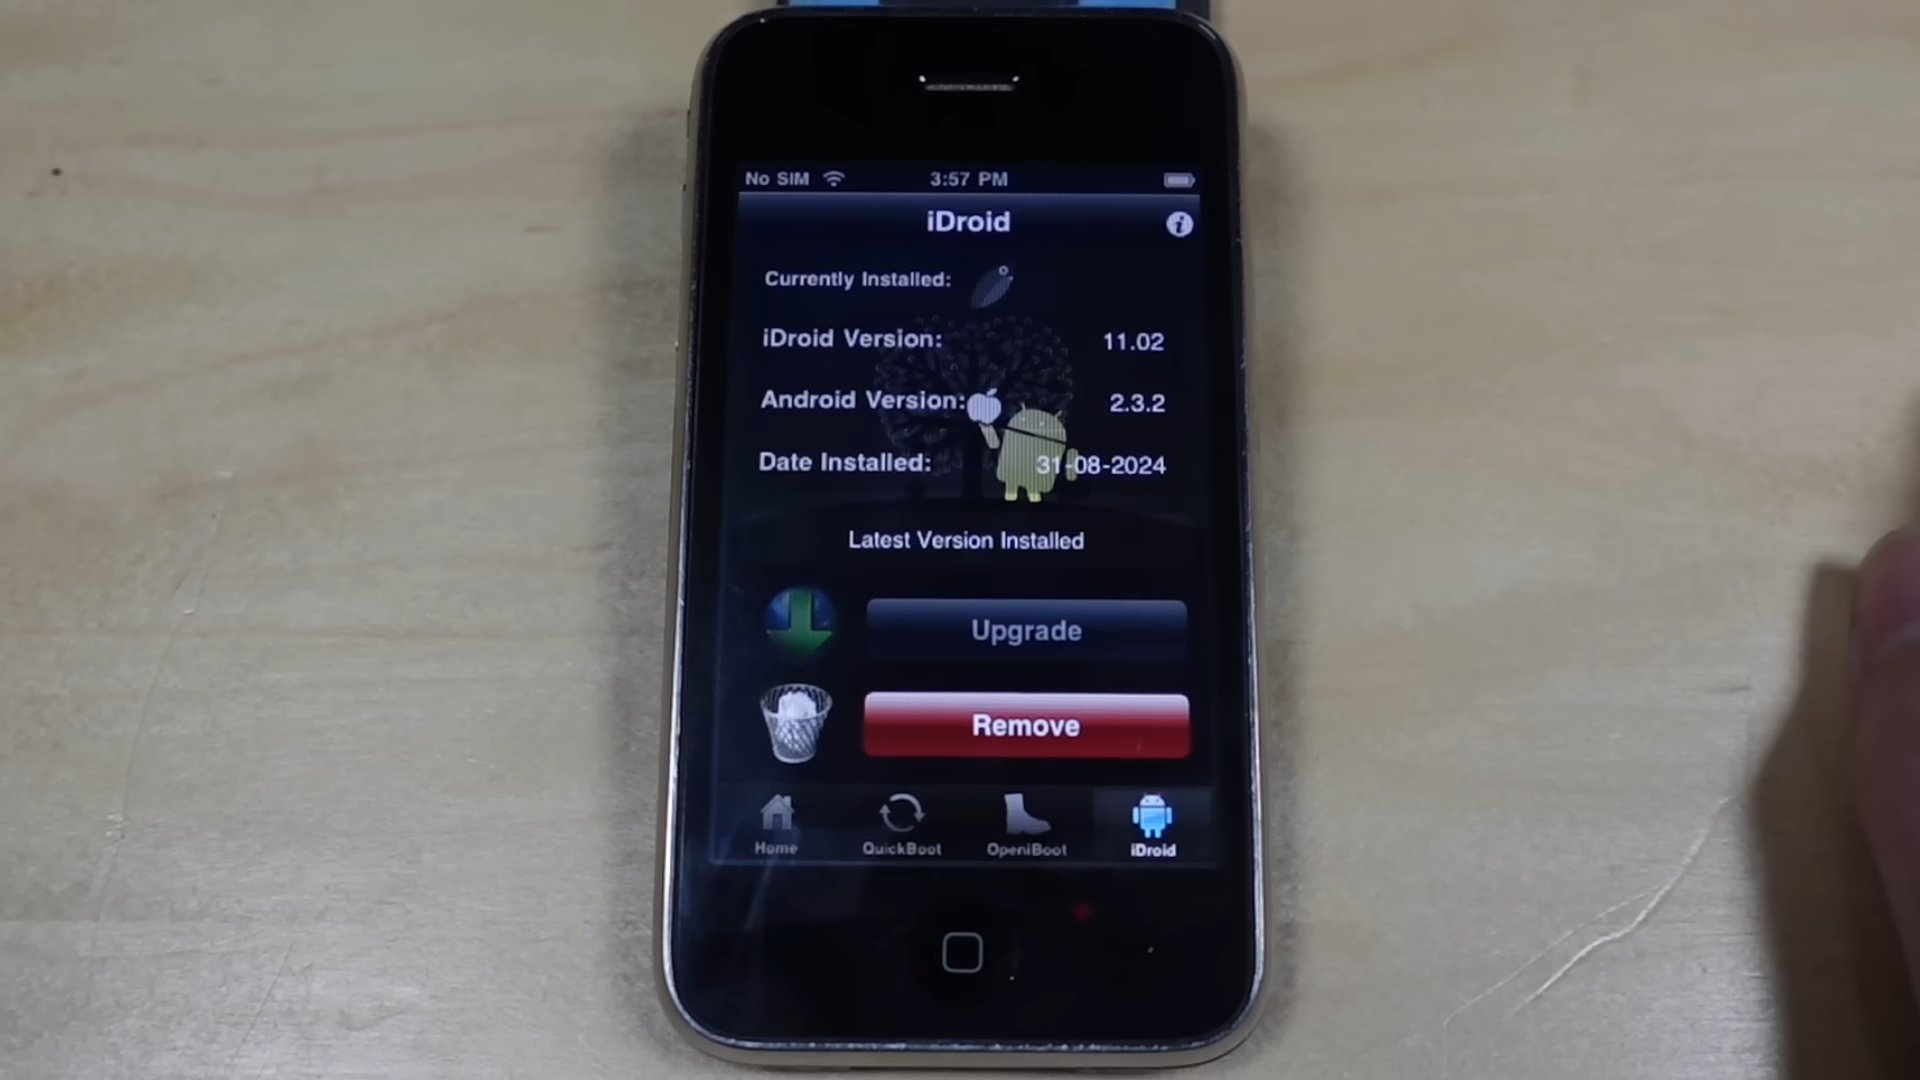 No SIM 3:57 PM
iDroid
Currently Installed:
iDroid Version: 11.02
Android Version: 2.3.2
Date Installed: 31-08-2024
Latest Version Installed
Upgrade
Remove
Home QuickBoot OpeniBoot iDroid